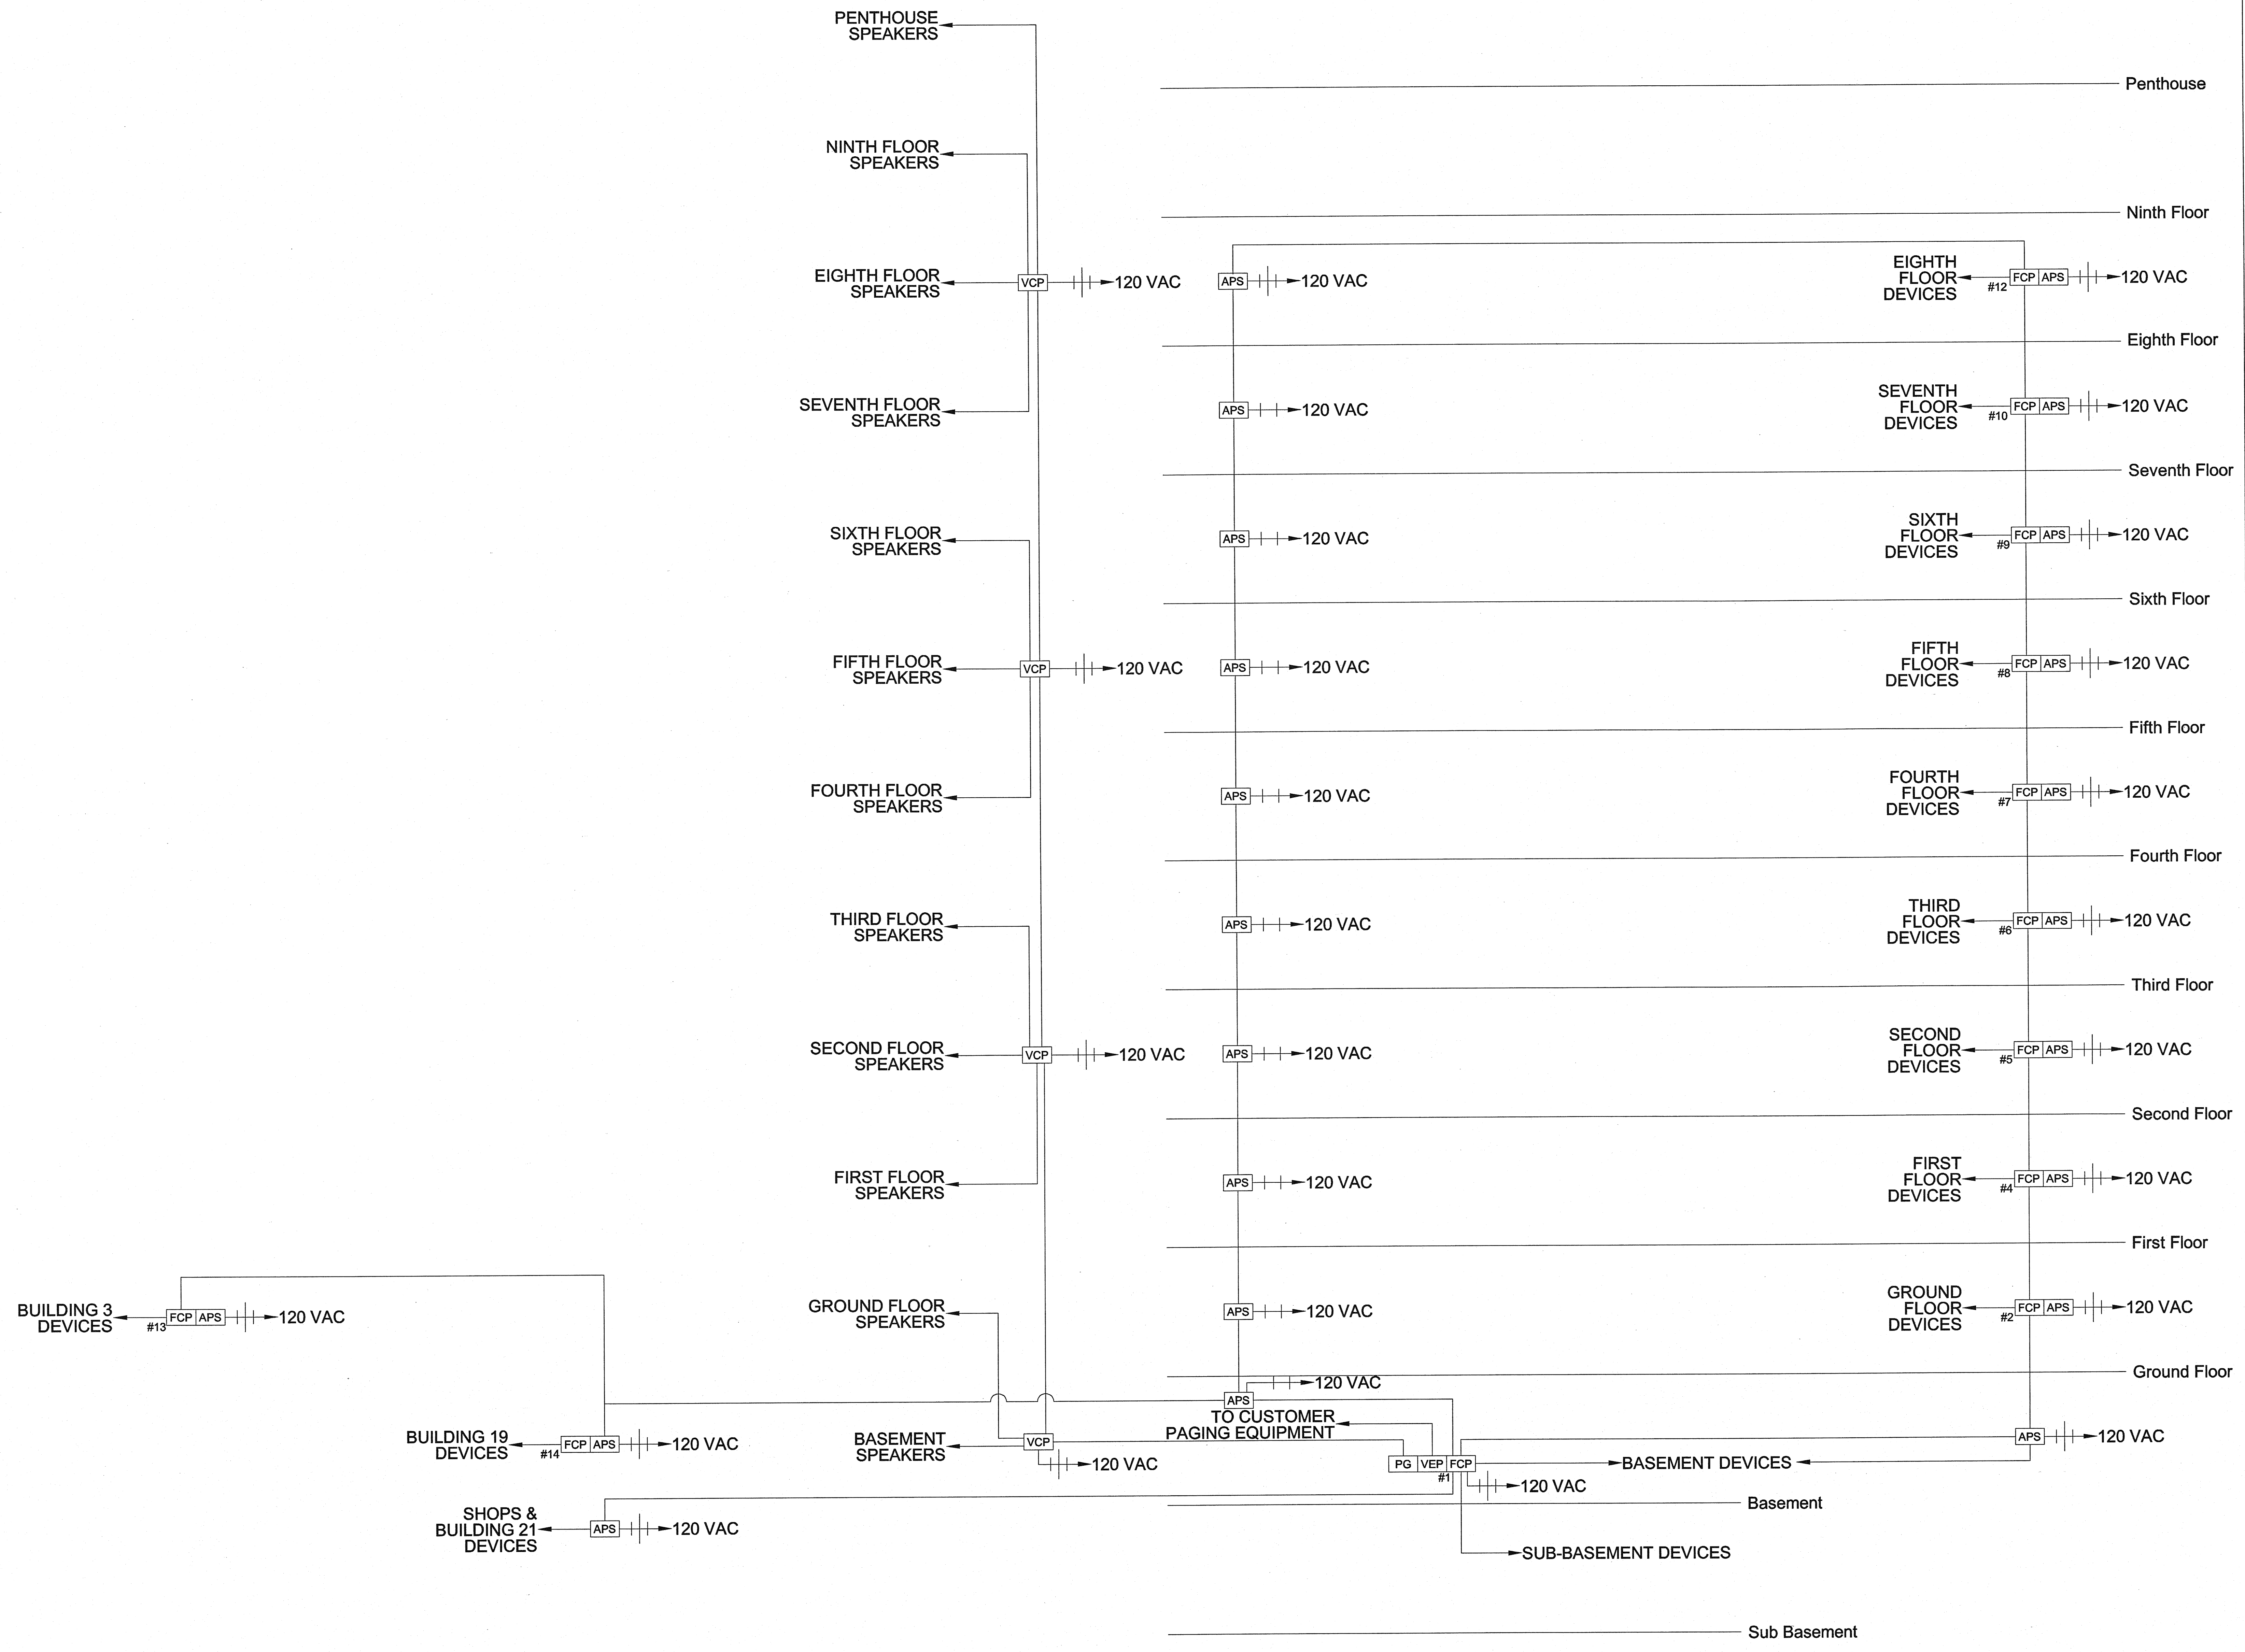 PENTHOUSE
SPEAKERS
Penthouse
NINTH FLOOR
SPEAKERS
Ninth Floor
EIGHTH FLOOR
SPEAKERS
VCP
120 VAC
APS
120 VAC
EIGHTH
FLOOR
DEVICES
#12
FCP
APS
120 VAC
Eighth Floor
SEVENTH FLOOR
SPEAKERS
APS
120 VAC
SEVENTH
FLOOR
DEVICES
#10
FCP
APS
120 VAC
Seventh Floor
SIXTH FLOOR
SPEAKERS
APS
120 VAC
SIXTH
FLOOR
DEVICES
#9
FCP
APS
120 VAC
Sixth Floor
FIFTH FLOOR
SPEAKERS
VCP
120 VAC
APS
120 VAC
FIFTH
FLOOR
DEVICES
#8
FCP
APS
120 VAC
Fifth Floor
FOURTH FLOOR
SPEAKERS
APS
120 VAC
FOURTH
FLOOR
DEVICES
#7
FCP
APS
120 VAC
Fourth Floor
THIRD FLOOR
SPEAKERS
APS
120 VAC
THIRD
FLOOR
DEVICES
#6
FCP
APS
120 VAC
Third Floor
SECOND FLOOR
SPEAKERS
VCP
120 VAC
APS
120 VAC
SECOND
FLOOR
DEVICES
#5
FCP
APS
120 VAC
Second Floor
FIRST FLOOR
SPEAKERS
APS
120 VAC
FIRST
FLOOR
DEVICES
#4
FCP
APS
120 VAC
First Floor
BUILDING 3
DEVICES
#13
FCP
APS
120 VAC
GROUND FLOOR
SPEAKERS
APS
120 VAC
GROUND
FLOOR
DEVICES
#2
FCP
APS
120 VAC
Ground Floor
120 VAC
APS
TO CUSTOMER
PAGING EQUIPMENT
BUILDING 19
DEVICES
#14
FCP
APS
120 VAC
BASEMENT
SPEAKERS
VCP
120 VAC
PG
VEP
FCP
#1
120 VAC
BASEMENT DEVICES
APS
120 VAC
Basement
SHOPS &
BUILDING 21
DEVICES
APS
120 VAC
SUB-BASEMENT DEVICES
Sub Basement